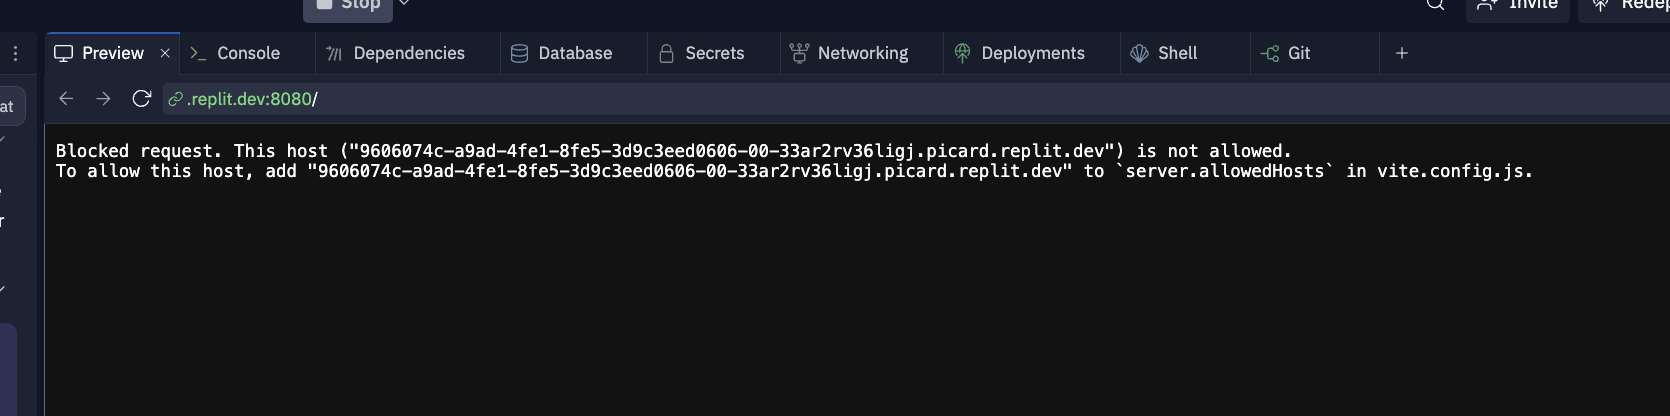 Stop
Invite
Preview
Console
Dependencies
Database
Secrets
Networking
Deployments
Shell
Git
at
.replit.dev:8080/
Blocked request. This host ("9606074c-a9ad-4fe1-8fe5-3d9c3eed0606-00-33ar2rv36ligj.picard.replit.dev") is not allowed.
To allow this host, add "9606074c-a9ad-4fe1-8fe5-3d9c3eed0606-00-33ar2rv36ligj.picard.replit.dev" to `server.allowedHosts` in vite.config.js.